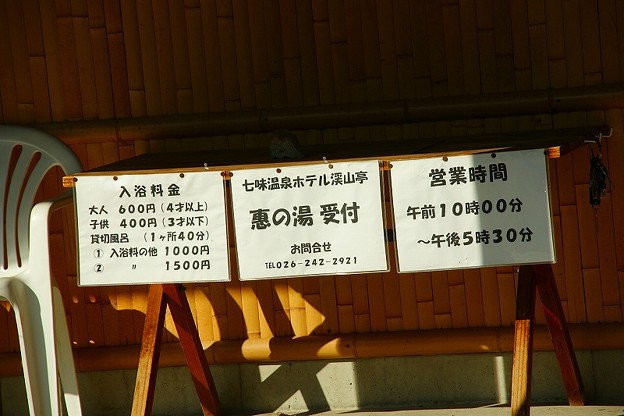 入浴料金
大人 600円(4才以上)
子供 400円(3才以下)
貸切風呂 (1ヶ所40分)
① 入浴料の他 1000円
② 〃 1500円
七味温泉ホテル渓山亭
恵の湯 受付
お問合せ
TEL026-242-2921
営業時間
午前10時00分
~午後5時30分